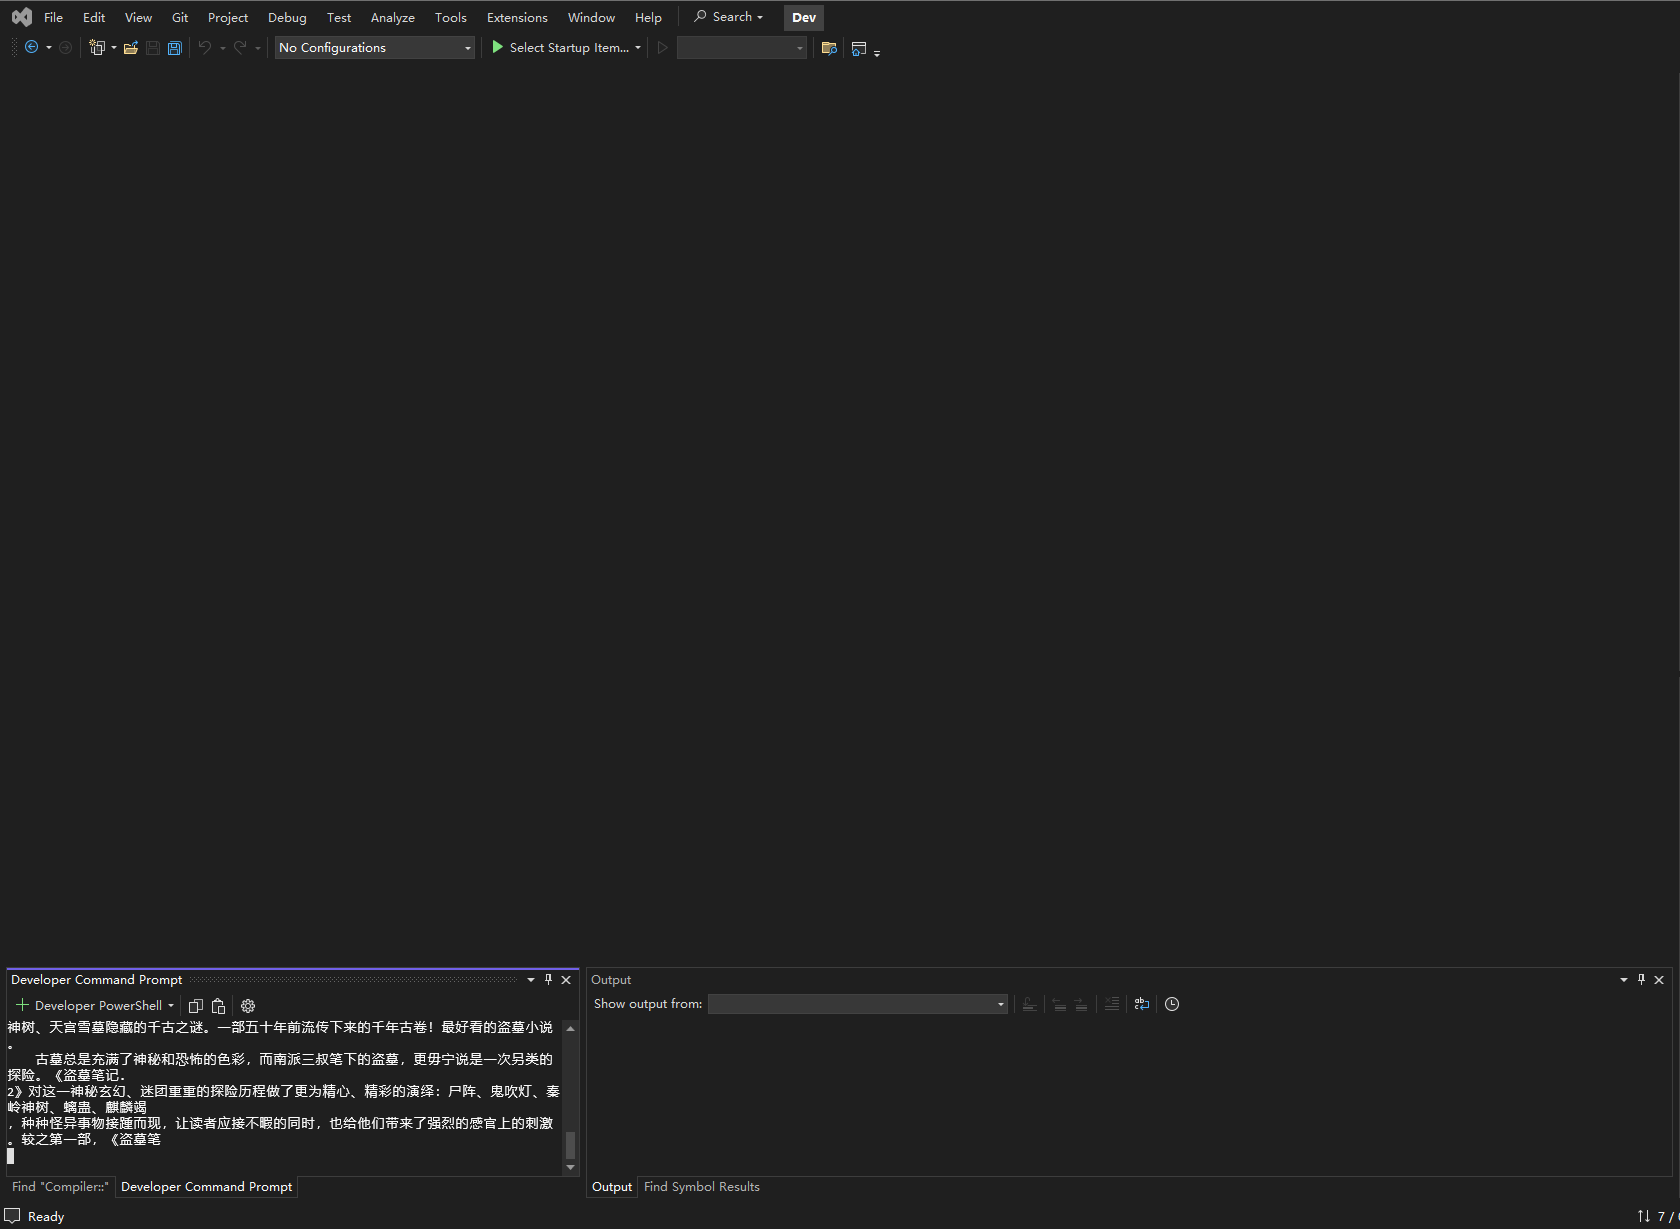 File Edit View Git Project Debug Test Analyze Tools Extensions Window Help Search Dev
No Configurations Select Startup Item...
Developer Command Prompt
Developer PowerShell
神树、天宫雪墓隐藏的千古之谜。一部五十年前流传下来的千年古卷！最好看的盗墓小说
。
古墓总是充满了神秘和恐怖的色彩，而南派三叔笔下的盗墓，更毋宁说是一次另类的
探险。《盗墓笔记．
2》对这一神秘玄幻、迷团重重的探险历程做了更为精心、精彩的演绎：尸阵、鬼吹灯、秦
岭神树、螭蛊、麒麟竭
，种种怪异事物接踵而现，让读者应接不暇的同时，也给他们带来了强烈的感官上的刺激
。较之第一部，《盗墓笔
Find "Compiler::" Developer Command Prompt
Output
Show output from:
Output Find Symbol Results
Ready
7 /